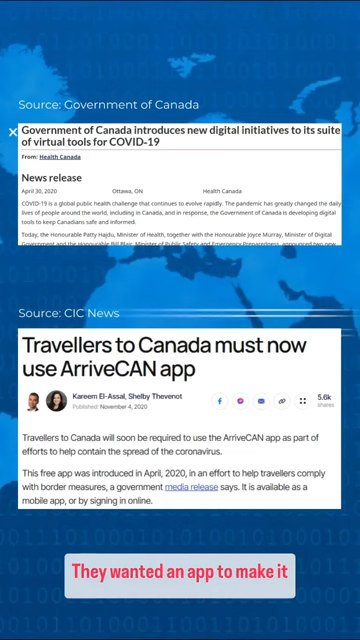 Source: Government of Canada
Government of Canada introduces new digital initiatives to its suite
of virtual tools for COVID-19
From: Health Canada
News release
April 30, 2020 Ottawa, ON Health Canada
COVID-19 is a global public health challenge that continues to evolve rapidly. The pandemic has greatly changed the daily
lives of people around the world, including in Canada, and in response, the Government of Canada is developing digital
tools to keep Canadians safe and informed.
Today, the Honourable Patty Hajdu, Minister of Health, together with the Honourable Joyce Murray, Minister of Digital
Government and the Honourable Bill Blair, Minister of Public Safety and Emergency Preparedness, announced two new
Source: CIC News
Travellers to Canada must now
use ArriveCAN app
Kareem El-Assal, Shelby Thevenot
Published: November 4, 2020
5.6k
shares
Travellers to Canada will soon be required to use the ArriveCAN app as part of
efforts to help contain the spread of the coronavirus.
This free app was introduced in April, 2020, in an effort to help travellers comply
with border measures, a government media release says. It is available as a
mobile app, or by signing in online.
They wanted an app to make it